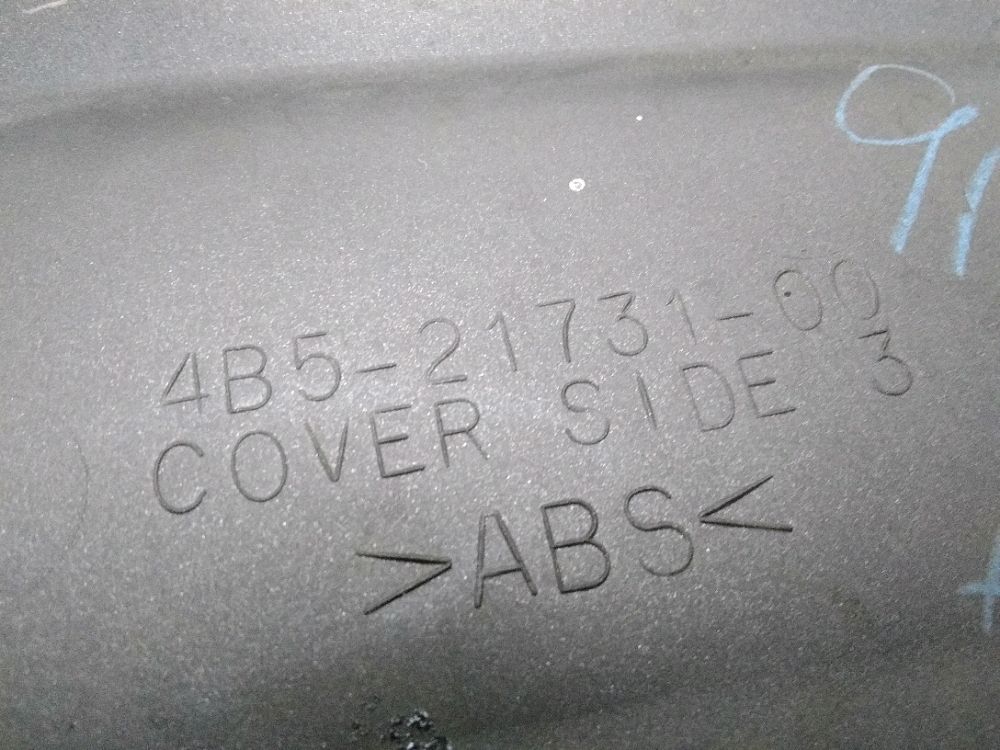 4B5-21731-00
COVER SIDE 3
>ABS<